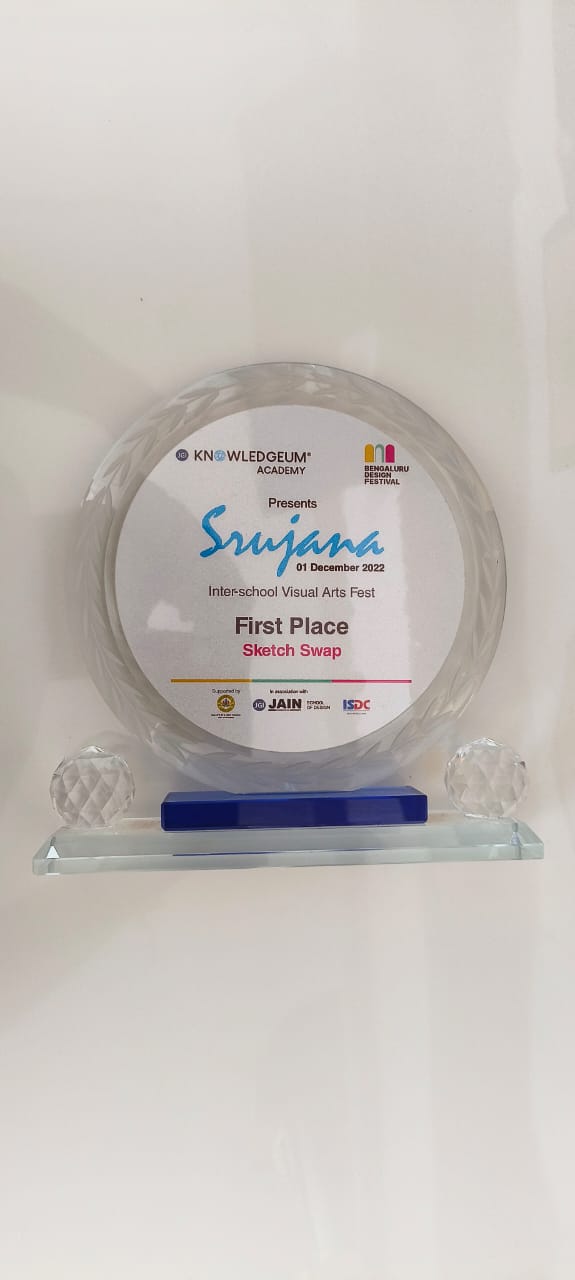 JGI KNOWLEDGEUM® ACADEMY
BENGALURU DESIGN FESTIVAL
Presents
Srujana
01 December 2022
Inter-school Visual Arts Fest
First Place
Sketch Swap
Supported by
In association with
JGI JAIN SCHOOL OF DESIGN
ISDC